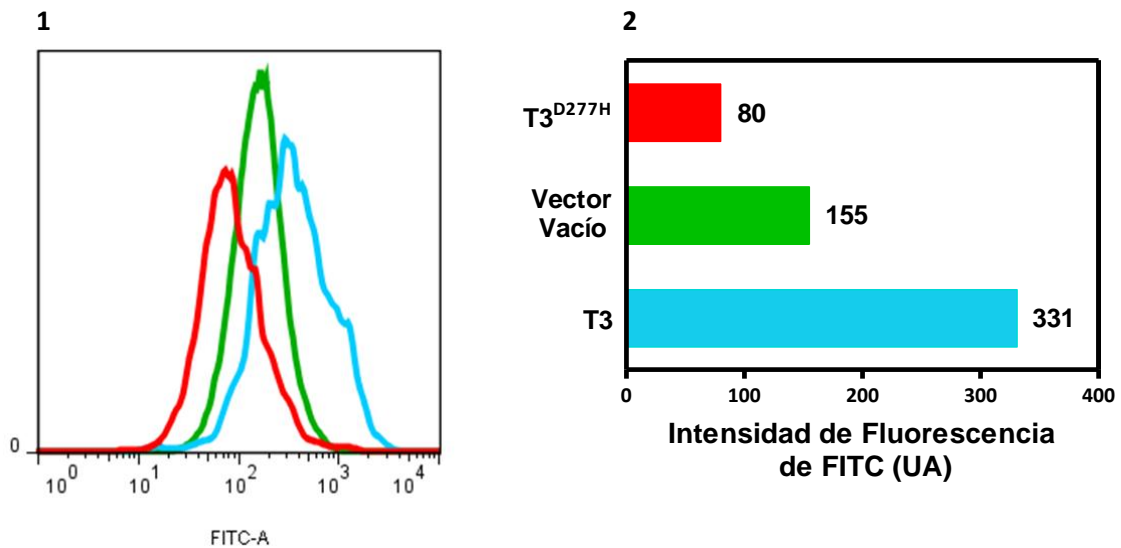 1
0
10^0 10^1 10^2 10^3 10^4
FITC-A
2
T3^D277H
80
Vector
Vacío
155
T3
331
0 100 200 300 400
Intensidad de Fluorescencia
de FITC (UA)